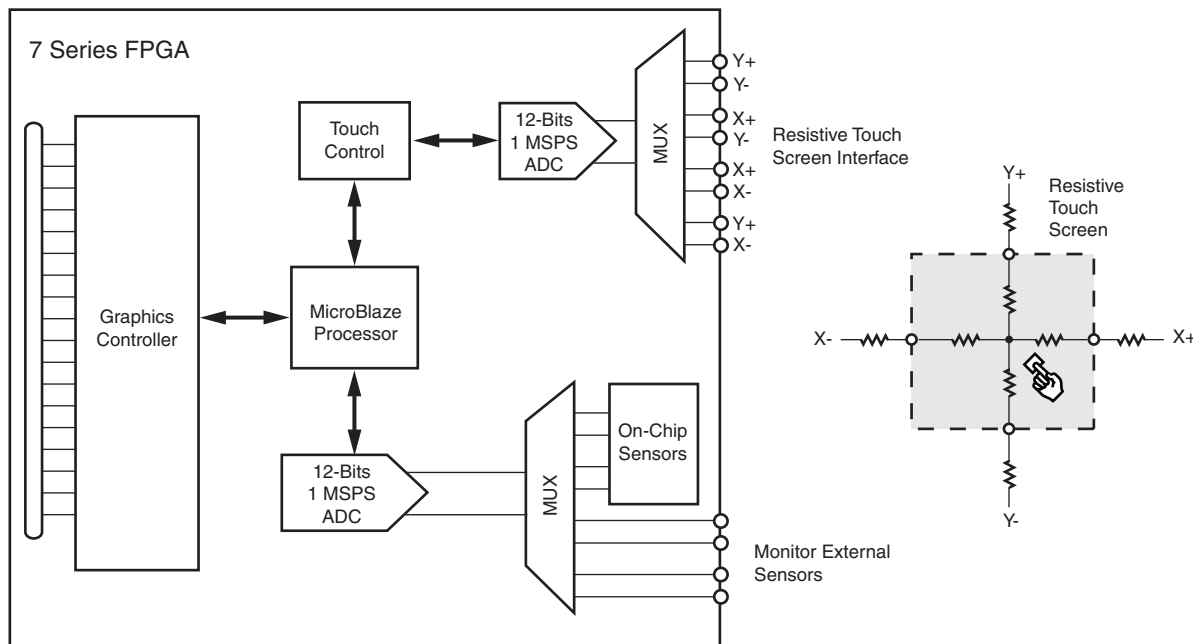 7 Series FPGA
Graphics
Controller
Touch
Control
12-Bits
1 MSPS
ADC
MUX
Y+
Y-
X+
Y-
X+
X-
Y+
X-
Resistive Touch
Screen Interface
MicroBlaze
Processor
12-Bits
1 MSPS
ADC
MUX
On-Chip
Sensors
Monitor External
Sensors
Y+
Resistive
Touch
Screen
X-
X+
Y-